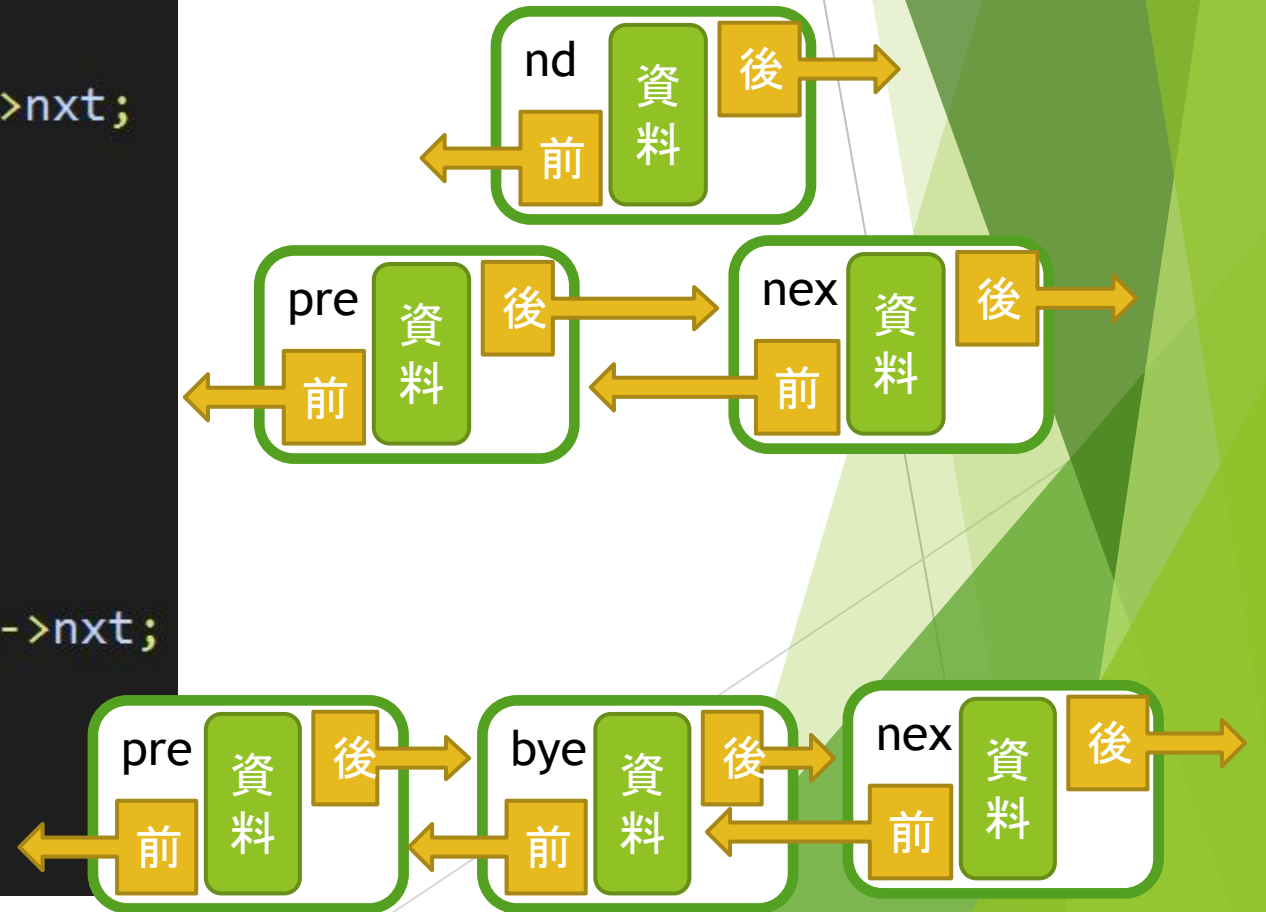 >nxt;
nd
資
料
後
前
pre
資
料
後
前
nex
資
料
後
前
->nxt;
pre
資
料
後
前
bye
資
料
後
前
nex
資
料
後
前